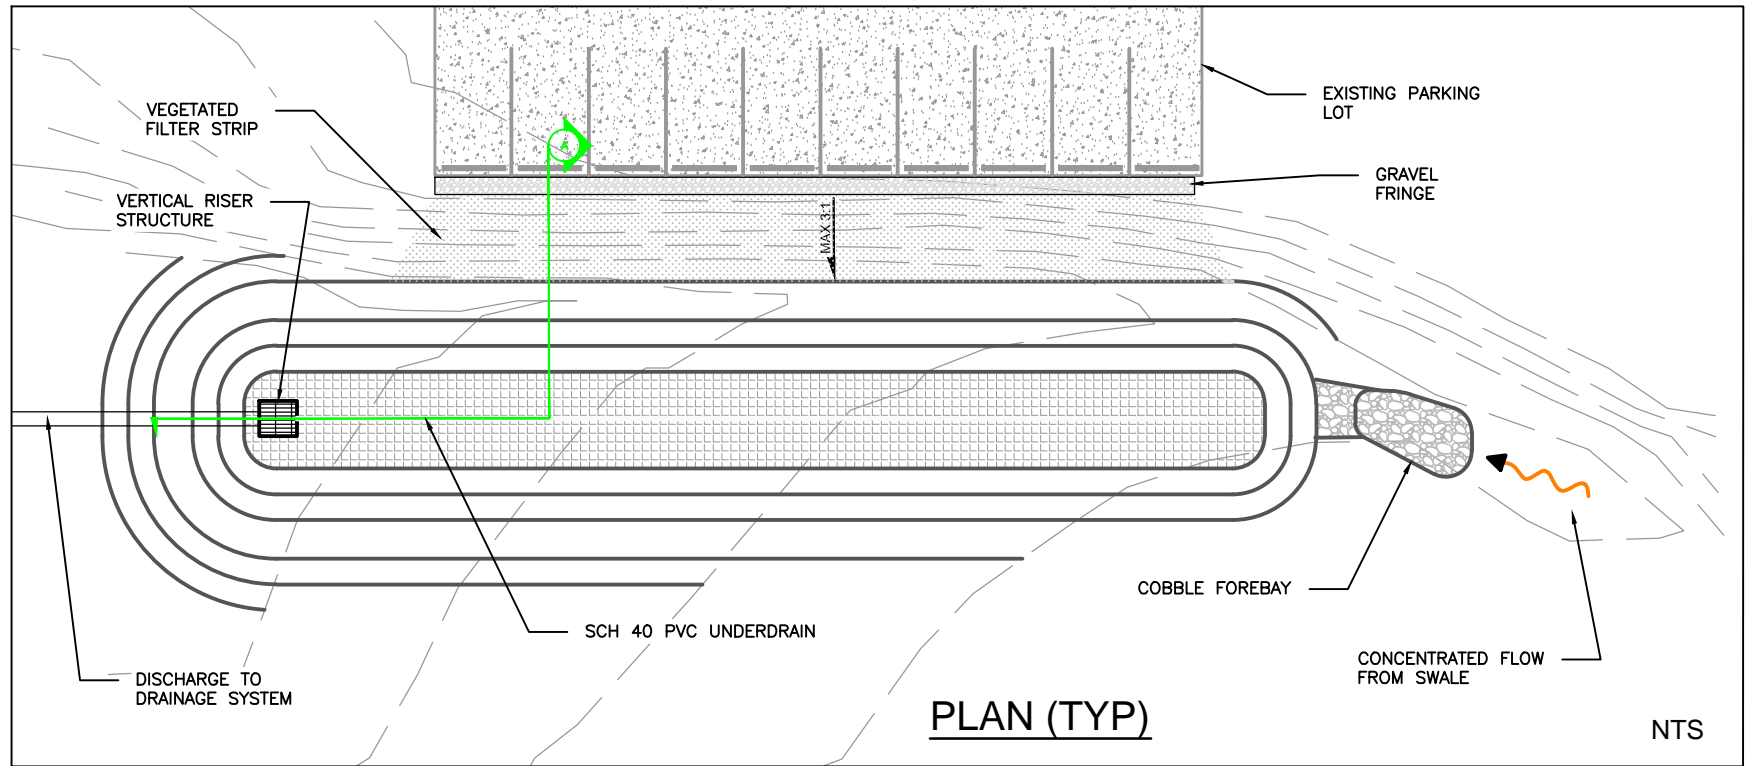 VEGETATED
FILTER STRIP
EXISTING PARKING
LOT
A
GRAVEL
FRINGE
VERTICAL RISER
STRUCTURE
MAX 3:1
COBBLE FOREBAY
SCH 40 PVC UNDERDRAIN
CONCENTRATED FLOW
FROM SWALE
DISCHARGE TO
DRAINAGE SYSTEM
PLAN (TYP)
NTS